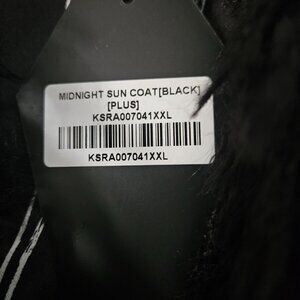 MIDNIGHT SUN COAT[BLACK]
[PLUS]
KSRA007041XXL
KSRA007041XXL